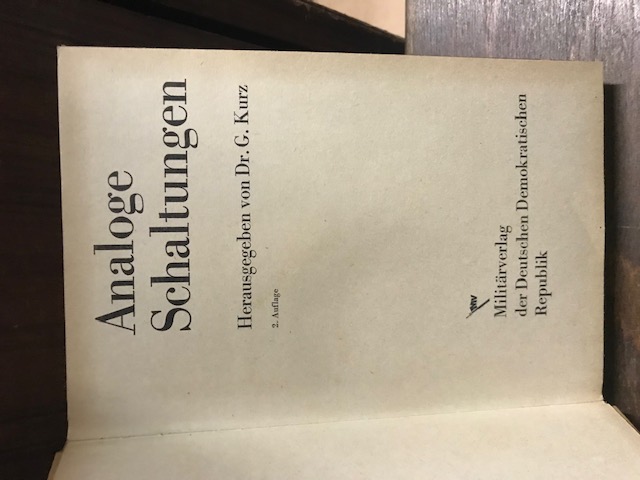 Analoge
Schaltungen
Herausgegeben von Dr. G. Kurz
2. Auflage
Militärverlag
der Deutschen Demokratischen
Republik